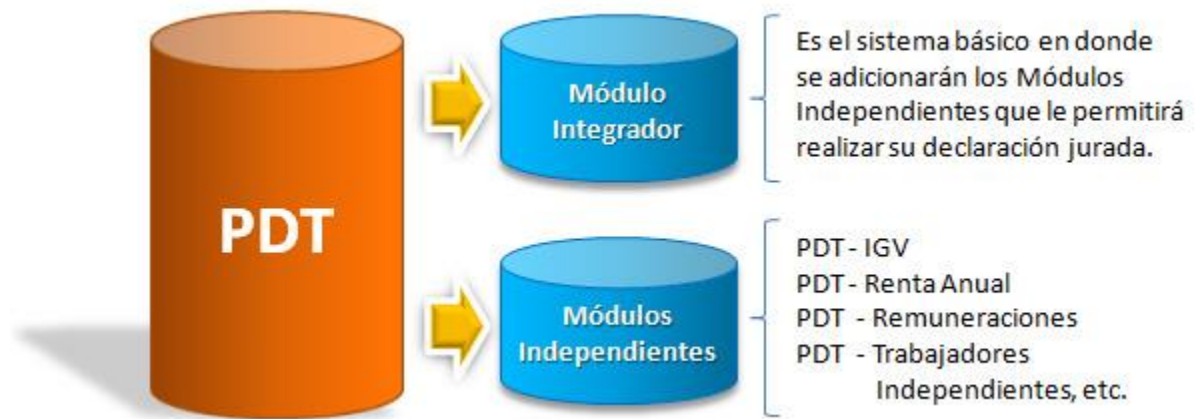 PDT
Módulo
Integrador
Es el sistema básico en donde
se adicionarán los Módulos
Independientes que le permitirá
realizar su declaración jurada.
Módulos
Independientes
PDT - IGV
PDT - Renta Anual
PDT - Remuneraciones
PDT - Trabajadores
Independientes, etc.